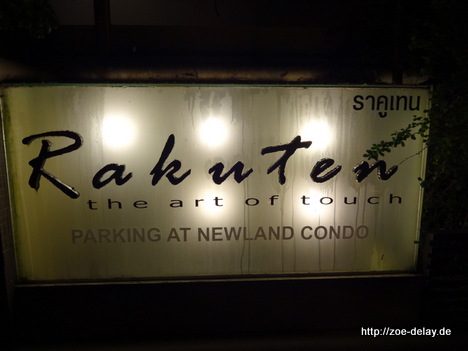 ราคูเทน
Rakuten
the art of touch
PARKING AT NEWLAND CONDO
http://zoe-delay.de